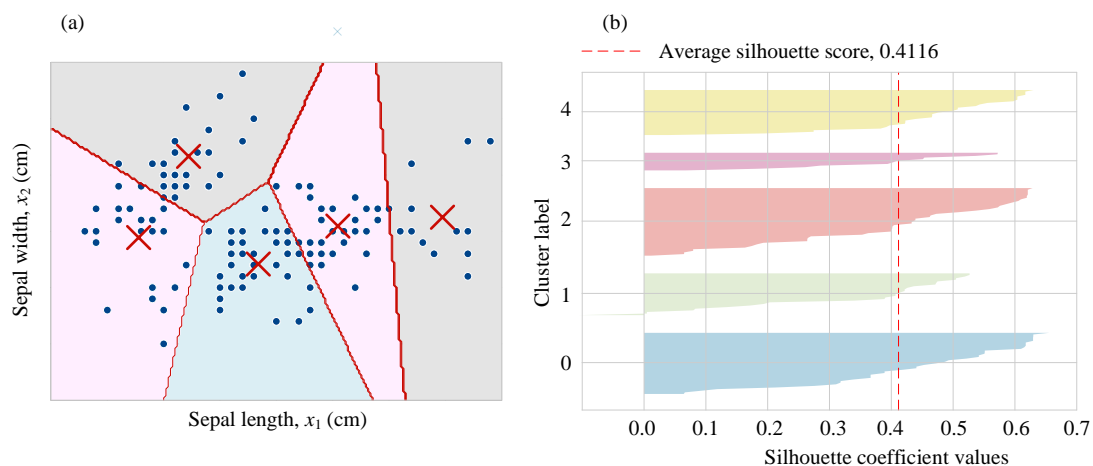 (a)
Sepal width, x₂ (cm)
Sepal length, x₁ (cm)
(b)
Average silhouette score, 0.4116
Cluster label
4
3
2
1
0
0.0 0.1 0.2 0.3 0.4 0.5 0.6 0.7
Silhouette coefficient values